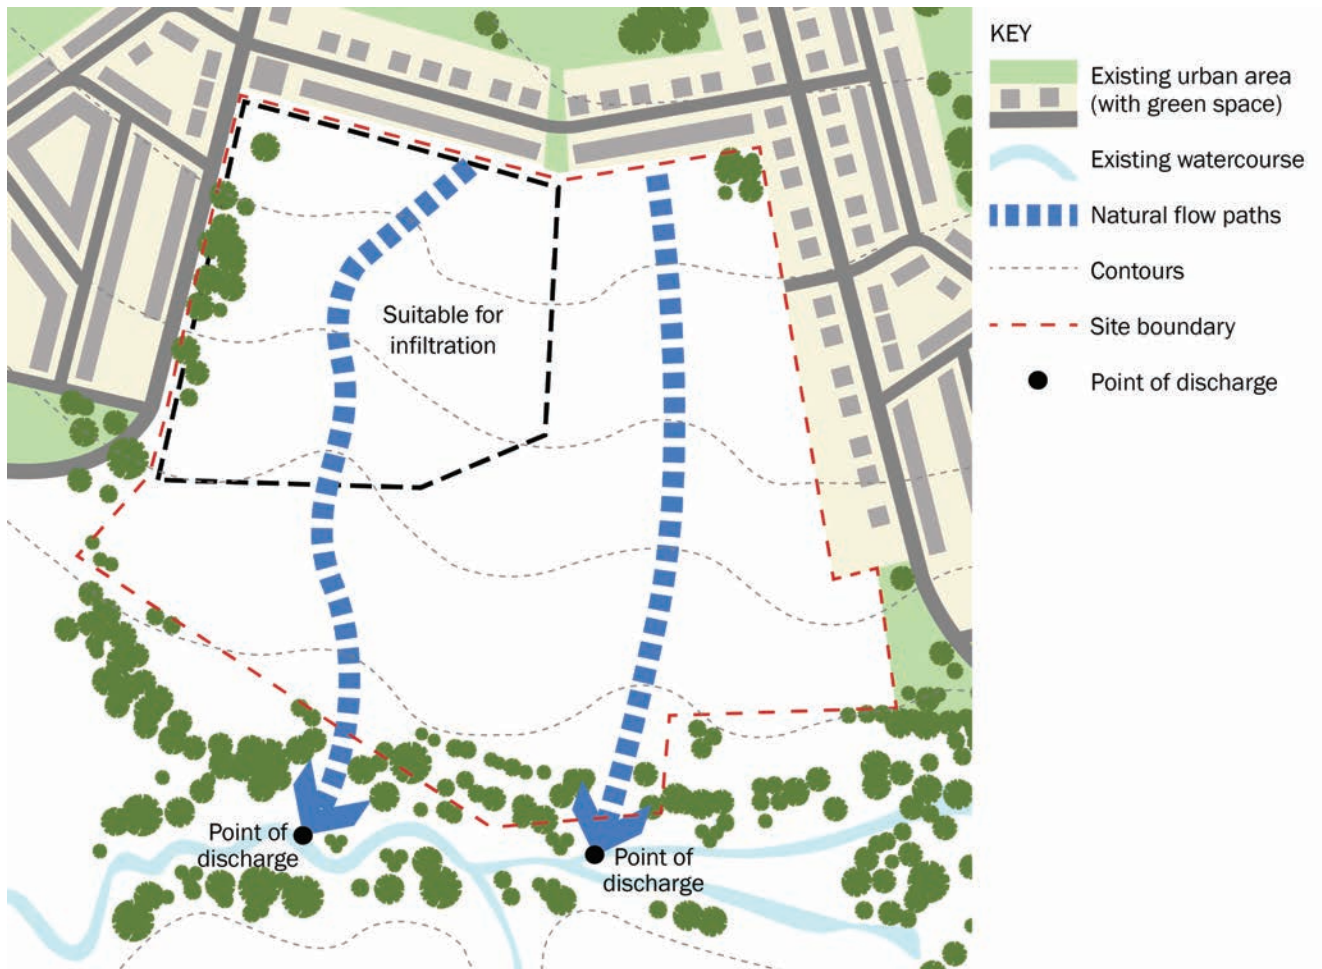 Suitable for
infiltration
Point of
discharge
Point of
discharge
KEY
Existing urban area
(with green space)
Existing watercourse
Natural flow paths
Contours
Site boundary
Point of discharge